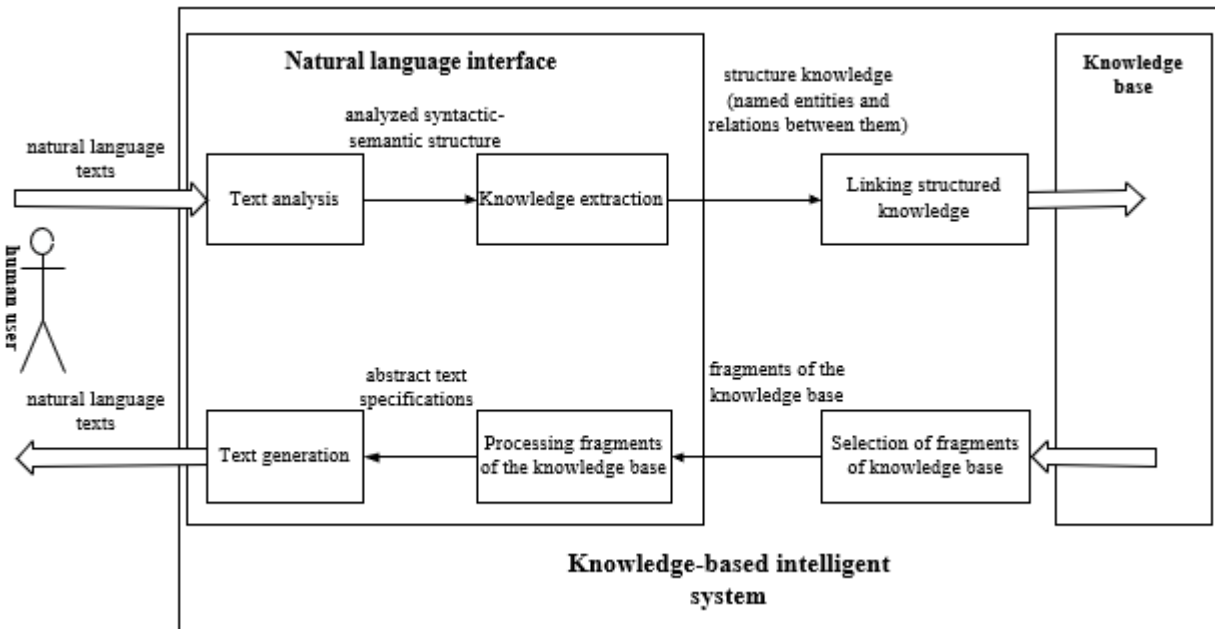 Natural language interface
Knowledge
base
structure knowledge
(named entities and
relations between them)
analyzed syntactic-
semantic structure
natural language
texts
Text analysis
Knowledge extraction
Linking structured
knowledge
human user
natural language
texts
abstract text
specifications
fragments of the
knowledge base
Text generation
Processing fragments
of the knowledge base
Selection of fragments
of knowledge base
Knowledge-based intelligent
system